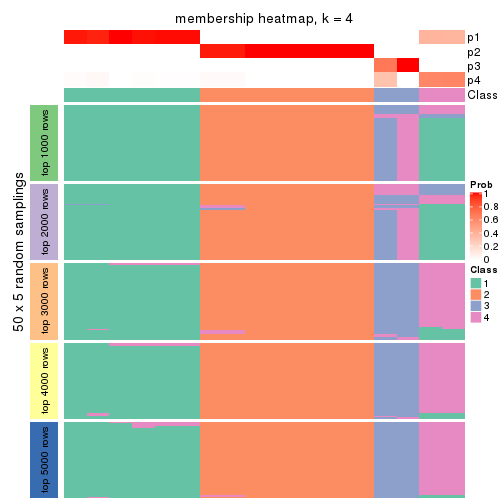 membership heatmap, k = 4
p1
p2
p3
p4
Class
50 x 5 random samplings
top 1000 rows
top 2000 rows
top 3000 rows
top 4000 rows
top 5000 rows
Prob
1
0.8
0.6
0.4
0.2
0
Class
1
2
3
4